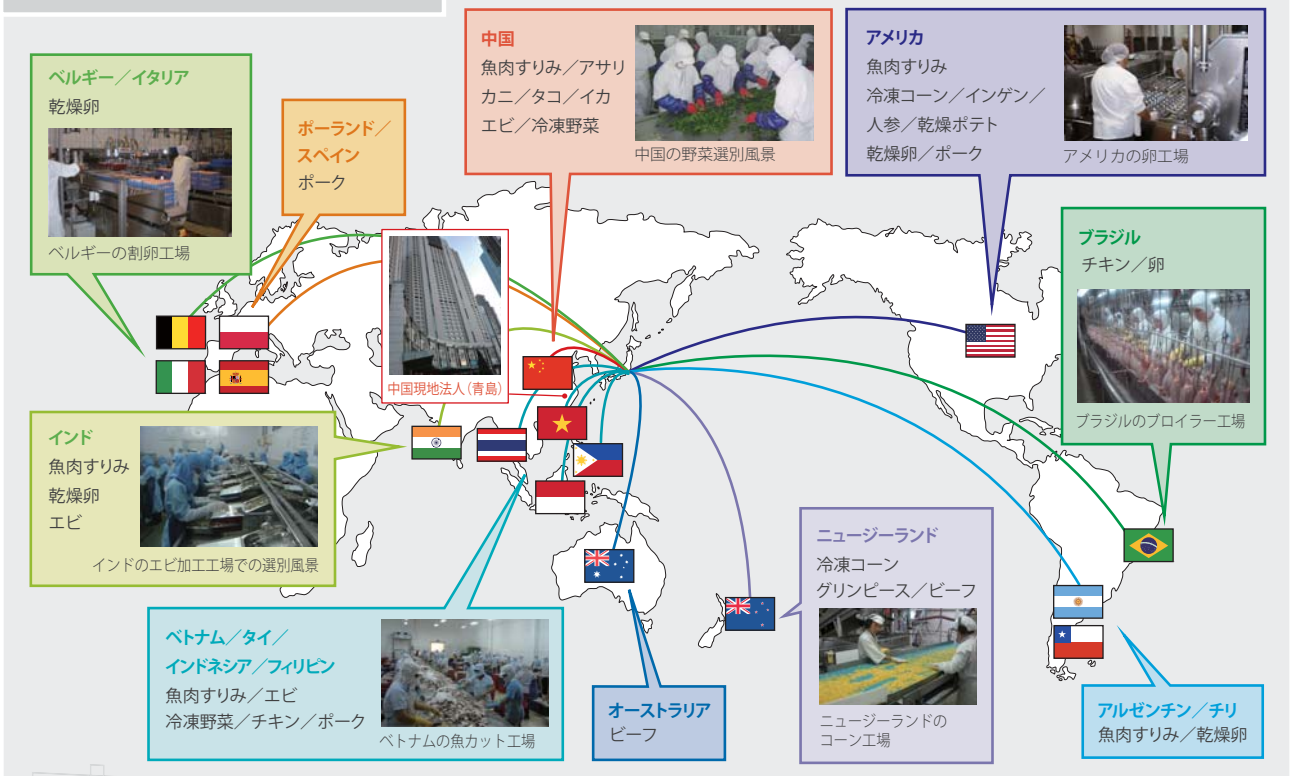 ベルギー／イタリア
乾燥卵
ベルギーの割卵工場
ポーランド／
スペイン
ポーク
中国
魚肉すりみ／アサリ
カニ／タコ／イカ
エビ／冷凍野菜
中国の野菜選別風景
アメリカ
魚肉すりみ
冷凍コーン／インゲン／
人参／乾燥ポテト
乾燥卵／ポーク
アメリカの卵工場
ブラジル
チキン／卵
ブラジルのブロイラー工場
中国現地法人（青島）
インド
魚肉すりみ
乾燥卵
エビ
インドのエビ加工工場での選別風景
ベトナム／タイ／
インドネシア／フィリピン
魚肉すりみ／エビ
冷凍野菜／チキン／ポーク
ベトナムの魚カット工場
オーストラリア
ビーフ
ニュージーランド
冷凍コーン
グリンピース／ビーフ
ニュージーランドの
コーン工場
アルゼンチン／チリ
魚肉すりみ／乾燥卵